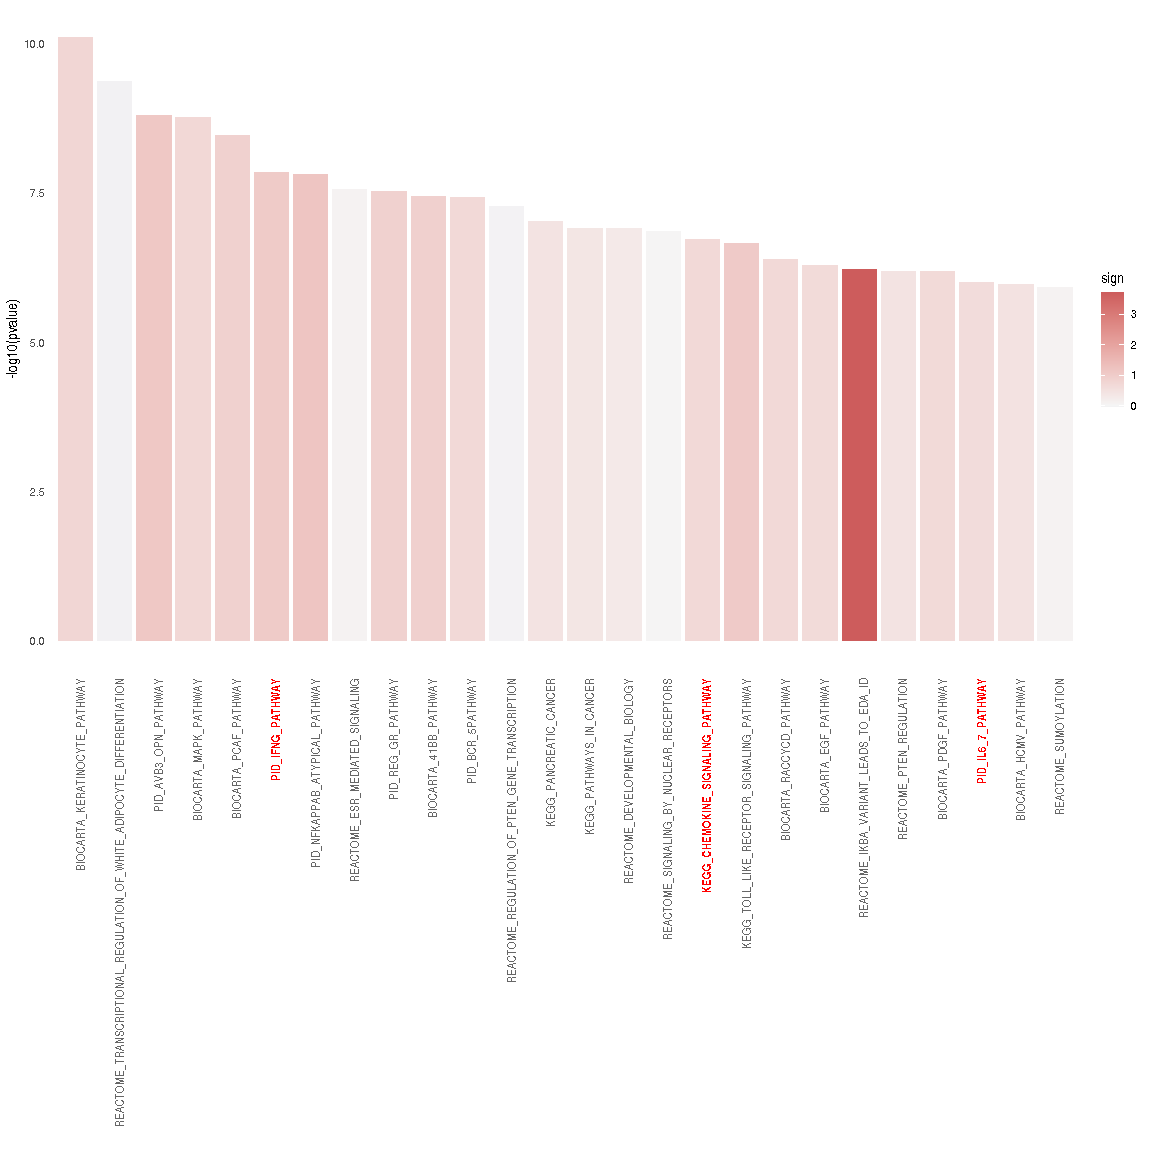 10.0
7.5
5.0
2.5
0.0
-log10(pvalue)
sign
3
2
1
0
BIOCARTA_KERATINOCYTE_PATHWAY
REACTOME_TRANSCRIPTIONAL_REGULATION_OF_WHITE_ADIPOCYTE_DIFFERENTIATION
PID_AVB3_OPN_PATHWAY
BIOCARTA_MAPK_PATHWAY
BIOCARTA_PCAF_PATHWAY
PID_IFNG_PATHWAY
PID_NFKAPPAB_ATYPICAL_PATHWAY
REACTOME_ESR_MEDIATED_SIGNALING
PID_REG_GR_PATHWAY
BIOCARTA_41BB_PATHWAY
PID_BCR_5PATHWAY
REACTOME_REGULATION_OF_PTEN_GENE_TRANSCRIPTION
KEGG_PANCREATIC_CANCER
KEGG_PATHWAYS_IN_CANCER
REACTOME_DEVELOPMENTAL_BIOLOGY
REACTOME_SIGNALING_BY_NUCLEAR_RECEPTORS
KEGG_CHEMOKINE_SIGNALING_PATHWAY
KEGG_TOLL_LIKE_RECEPTOR_SIGNALING_PATHWAY
BIOCARTA_RACCYCD_PATHWAY
BIOCARTA_EGF_PATHWAY
REACTOME_IKBA_VARIANT_LEADS_TO_EDA_ID
REACTOME_PTEN_REGULATION
BIOCARTA_PDGF_PATHWAY
PID_IL6_7_PATHWAY
BIOCARTA_HCMV_PATHWAY
REACTOME_SUMOYLATION